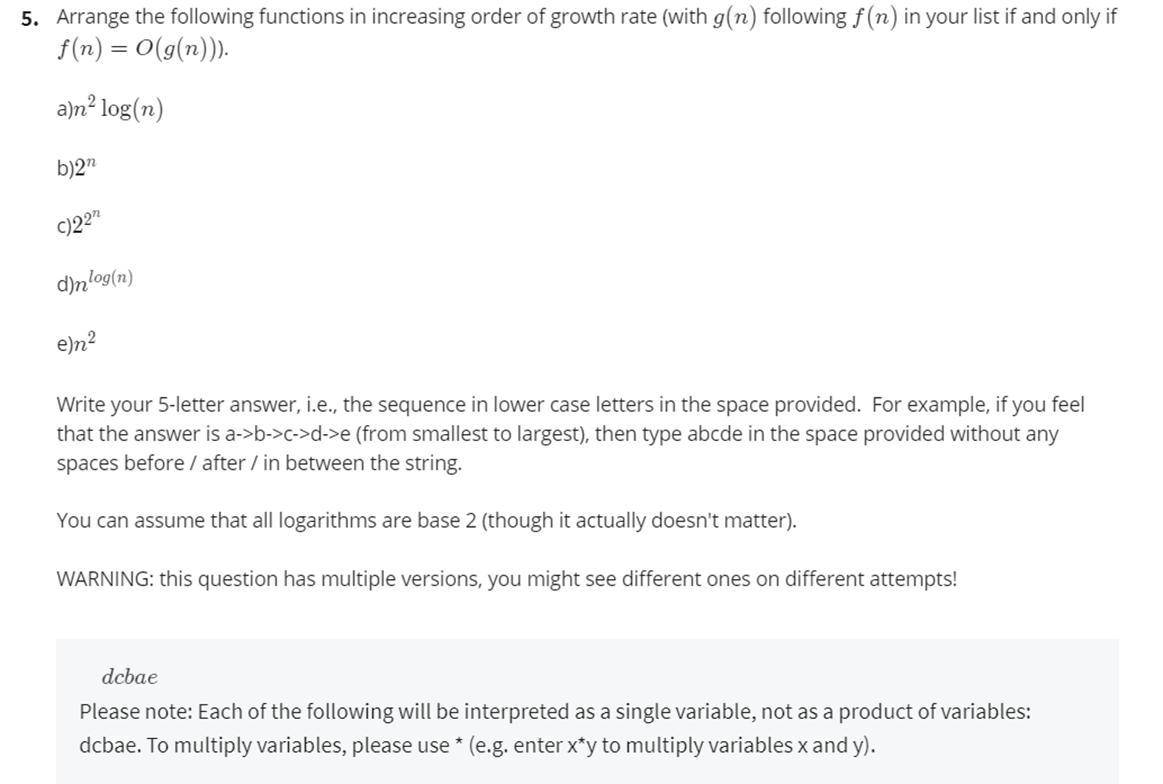 5. Arrange the following functions in increasing order of growth rate (with g(n) following f(n) in your list if and only if
f(n) = O(g(n))).
a)n² log(n)
b)2ⁿ
c)2^{2^n}
d)n^{log(n)}
e)n²
Write your 5-letter answer, i.e., the sequence in lower case letters in the space provided. For example, if you feel
that the answer is a->b->c->d->e (from smallest to largest), then type abcde in the space provided without any
spaces before / after / in between the string.
You can assume that all logarithms are base 2 (though it actually doesn't matter).
WARNING: this question has multiple versions, you might see different ones on different attempts!
dcbae
Please note: Each of the following will be interpreted as a single variable, not as a product of variables:
dcbae. To multiply variables, please use * (e.g. enter x*y to multiply variables x and y).